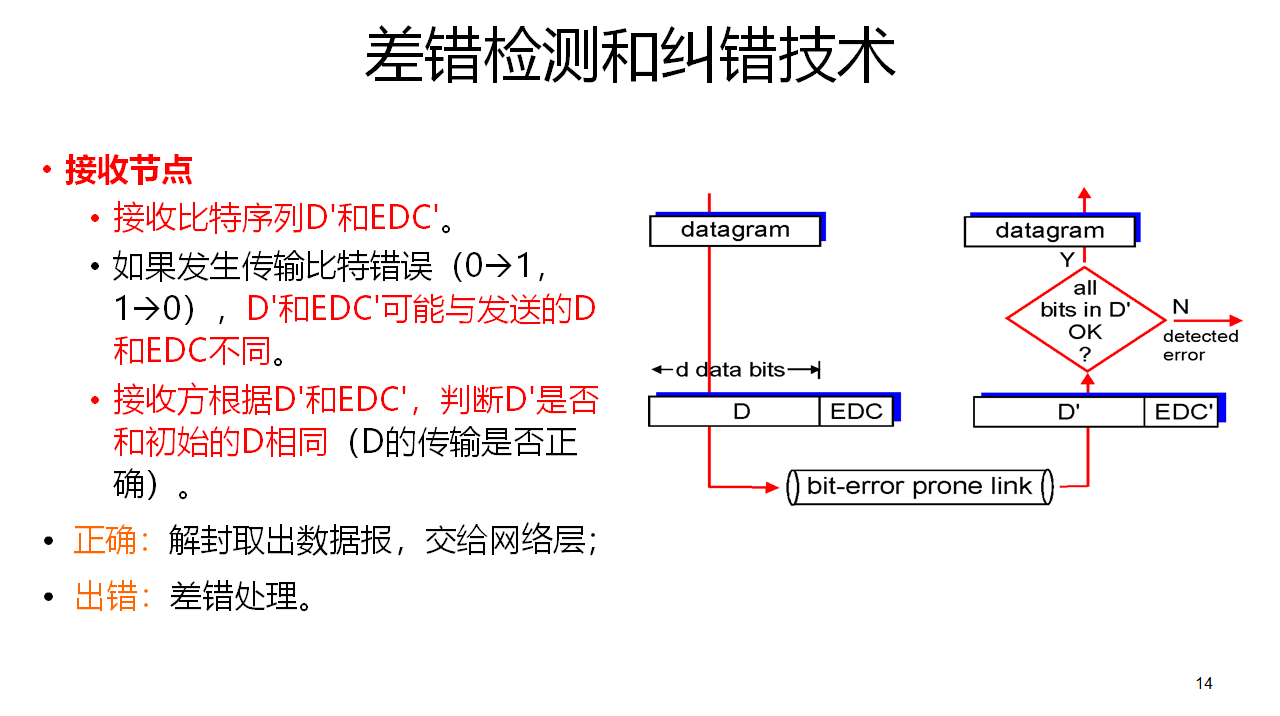 差错检测和纠错技术
• 接收节点
• 接收比特序列D'和EDC'。
• 如果发生传输比特错误（0→1，
1→0），D'和EDC'可能与发送的D
和EDC不同。
• 接收方根据D'和EDC'，判断D'是否
和初始的D相同（D的传输是否正
确）。
• 正确：解封取出数据报，交给网络层；
• 出错：差错处理。
datagram
d data bits
D
EDC
bit-error prone link
datagram
Y
all
bits in D'
OK
?
N
detected
error
D'
EDC'
14